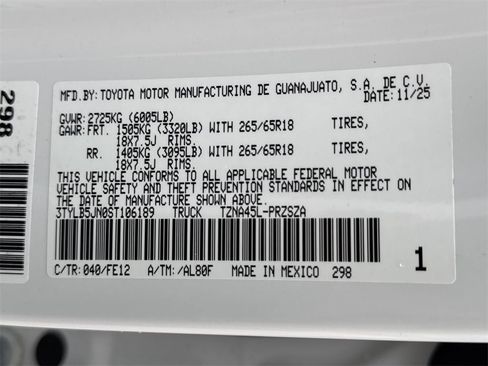 MFD.BY: TOYOTA MOTOR MANUFACTURING DE GUANAJUATO, S.A. DE C.V.
DATE: 11/25
GVWR: 2725KG (6005LB)
GAWR: FRT. 1505KG (3320LB) WITH 265/65R18 TIRES,
18X7.5J RIMS.
RR. 1405KG (3095LB) WITH 265/65R18 TIRES,
18X7.5J RIMS.
THIS VEHICLE CONFORMS TO ALL APPLICABLE FEDERAL MOTOR
VEHICLE SAFETY AND THEFT PREVENTION STANDARDS IN EFFECT ON
THE DATE OF MANUFACTURE SHOWN ABOVE.
3TYLB5JN0ST106189 TRUCK TZNA45L-PRZSZA
C/TR: 040/FE12 A/TM: /AL80F MADE IN MEXICO 298 1
298